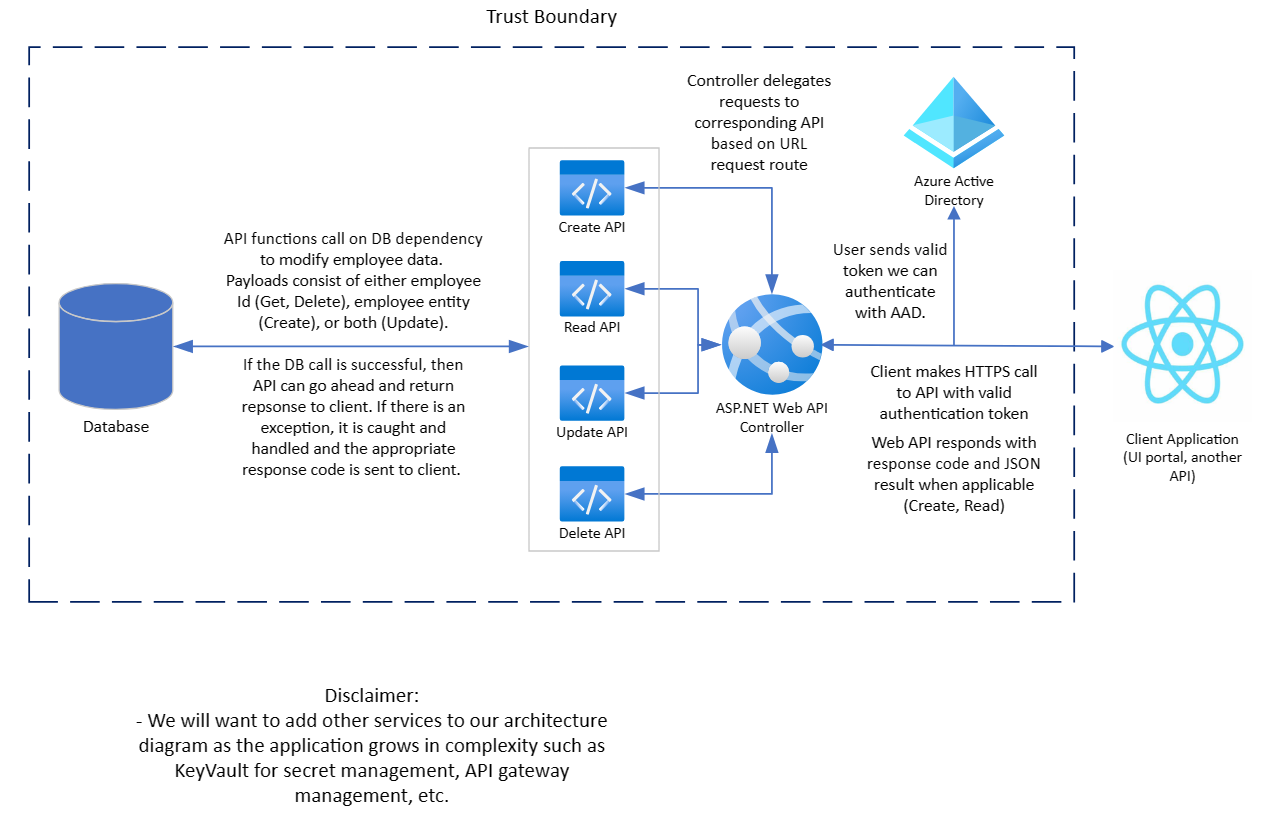 Trust Boundary
Controller delegates
requests to
corresponding API
based on URL
request route
Azure Active
Directory
Create API
API functions call on DB dependency
to modify employee data.
Payloads consist of either employee
Id (Get, Delete), employee entity
(Create), or both (Update).
User sends valid
token we can
authenticate
with AAD.
Read API
If the DB call is successful, then
API can go ahead and return
repsonse to client. If there is an
exception, it is caught and
handled and the appropriate
response code is sent to client.
Database
Update API
ASP.NET Web API
Controller
Client makes HTTPS call
to API with valid
authentication token
Web API responds with
response code and JSON
result when applicable
(Create, Read)
Client Application
(UI portal, another
API)
Delete API
Disclaimer:
- We will want to add other services to our architecture
diagram as the application grows in complexity such as
KeyVault for secret management, API gateway
management, etc.